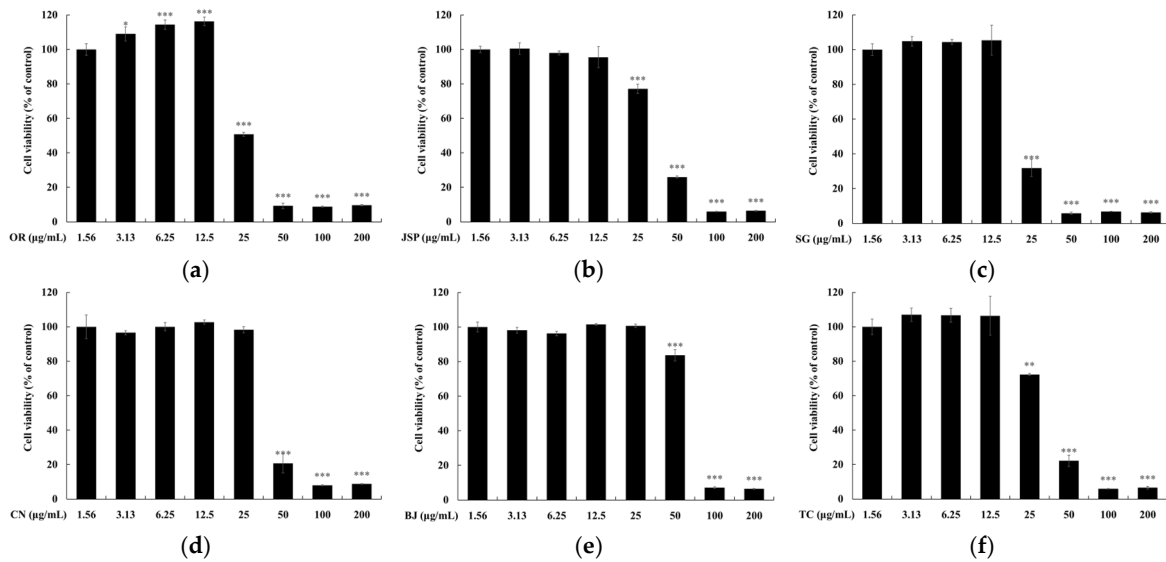 Cell viability (% of control)
120
100
80
60
40
20
0
* *** *** *** *** *** ***
OR (μg/mL) 1.56 3.13 6.25 12.5 25 50 100 200
(a)
Cell viability (% of control)
120
100
80
60
40
20
0
*** *** *** ***
JSP (μg/mL) 1.56 3.13 6.25 12.5 25 50 100 200
(b)
Cell viability (% of control)
120
100
80
60
40
20
0
*** *** *** ***
SG (μg/mL) 1.56 3.13 6.25 12.5 25 50 100 200
(c)
Cell viability (% of control)
120
100
80
60
40
20
0
*** *** ***
CN (μg/mL) 1.56 3.13 6.25 12.5 25 50 100 200
(d)
Cell viability (% of control)
120
100
80
60
40
20
0
*** *** ***
BJ (μg/mL) 1.56 3.13 6.25 12.5 25 50 100 200
(e)
Cell viability (% of control)
120
100
80
60
40
20
0
** *** *** ***
TC (μg/mL) 1.56 3.13 6.25 12.5 25 50 100 200
(f)